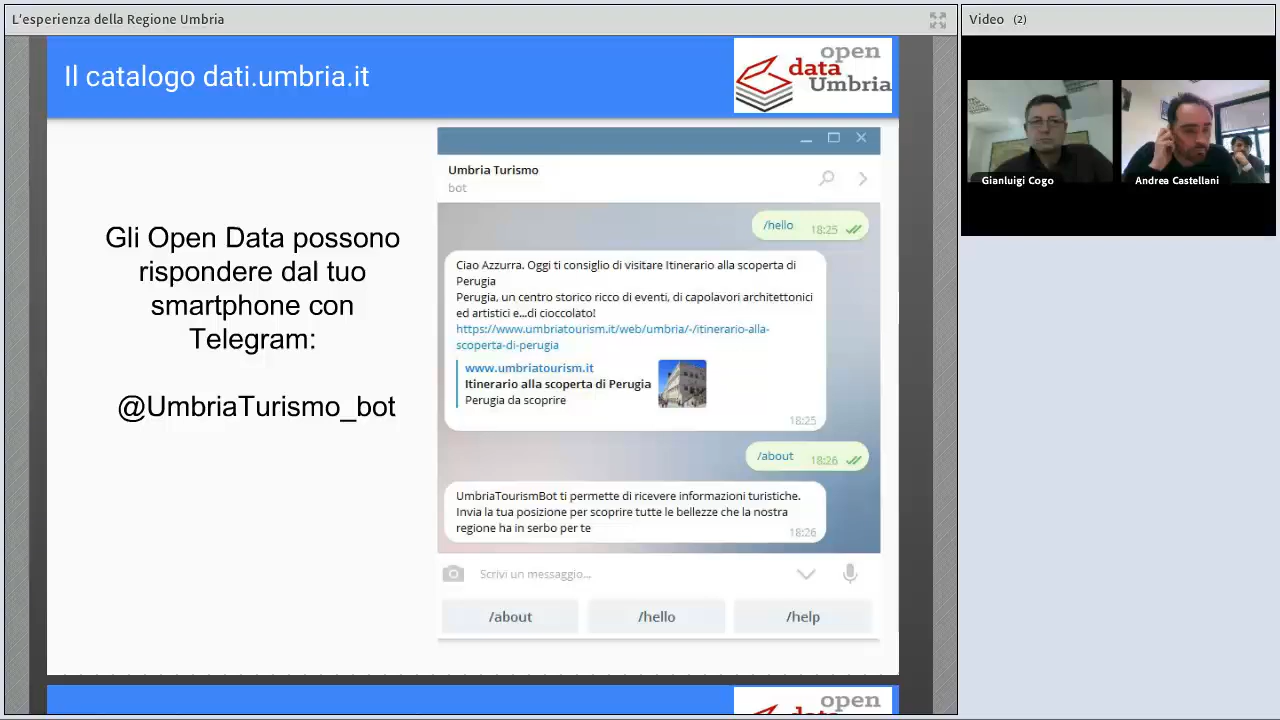 L'esperienza della Regione Umbria
Video (2)
Il catalogo dati.umbria.it
open
data
Umbria
Gianluigi Cogo
Andrea Castellani
Gli Open Data possono
rispondere dal tuo
smartphone con
Telegram:
@UmbriaTurismo_bot
Umbria Turismo
bot
/hello 18:25
Ciao Azzurra. Oggi ti consiglio di visitare Itinerario alla scoperta di
Perugia
Perugia, un centro storico ricco di eventi, di capolavori architettonici
ed artistici e...di cioccolato!
https://www.umbriatourism.it/web/umbria/-/itinerario-alla-
scoperta-di-perugia
www.umbriatourism.it
Itinerario alla scoperta di Perugia
Perugia da scoprire
18:25
/about 18:26
UmbriaTourismBot ti permette di ricevere informazioni turistiche.
Invia la tua posizione per scoprire tutte le bellezze che la nostra
regione ha in serbo per te
18:26
Scrivi un messaggio...
/about /hello /help
open
data